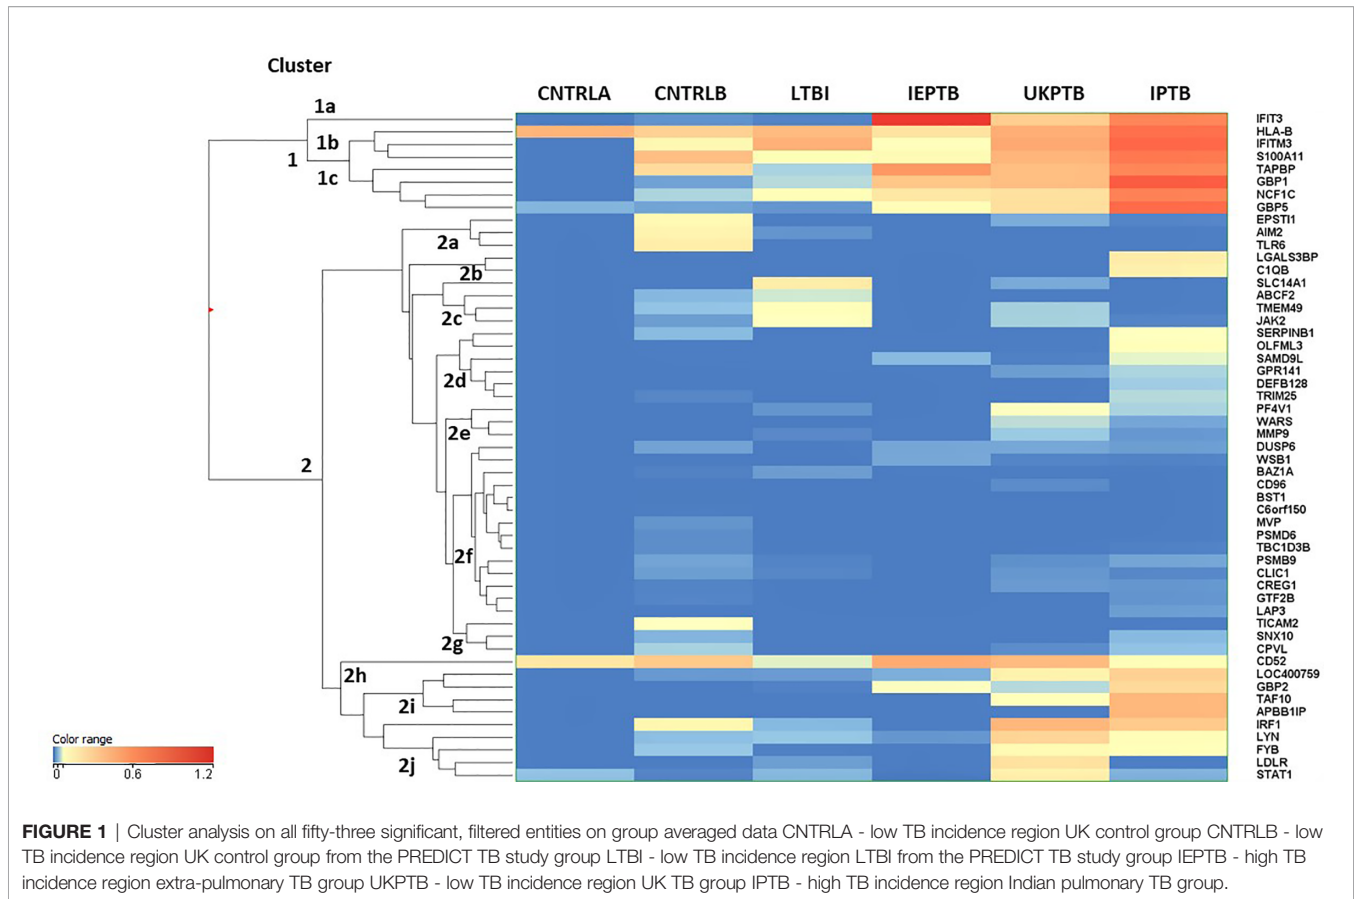 Cluster
CNTRLA CNTRLB LTBI IEPTB UKPTB IPTB
1a
1b
1
1c
2a
2b
2c
2d
2e
2
2f
2g
2h
2i
2j
IFIT3
HLA-B
IFITM3
S100A11
TAPBP
GBP1
NCF1C
GBP5
EPSTI1
AIM2
TLR6
LGALS3BP
C1QB
SLC14A1
ABCF2
TMEM49
JAK2
SERPINB1
OLFML3
SAMD9L
GPR141
DEFB128
TRIM25
PF4V1
WARS
MMP9
DUSP6
WSB1
BAZ1A
CD96
BST1
C6orf150
MVP
PSMD6
TBC1D3B
PSMB9
CLIC1
CREG1
GTF2B
LAP3
TICAM2
SNX10
CPVL
CD52
LOC400759
GBP2
TAF10
APBB1IP
IRF1
LYN
FYB
LDLR
STAT1
Color range
0 0.6 1.2
FIGURE 1 | Cluster analysis on all fifty-three significant, filtered entities on group averaged data CNTRLA - low TB incidence region UK control group CNTRLB - low
TB incidence region UK control group from the PREDICT TB study group LTBI - low TB incidence region LTBI from the PREDICT TB study group IEPTB - high TB
incidence region extra-pulmonary TB group UKPTB - low TB incidence region UK TB group IPTB - high TB incidence region Indian pulmonary TB group.